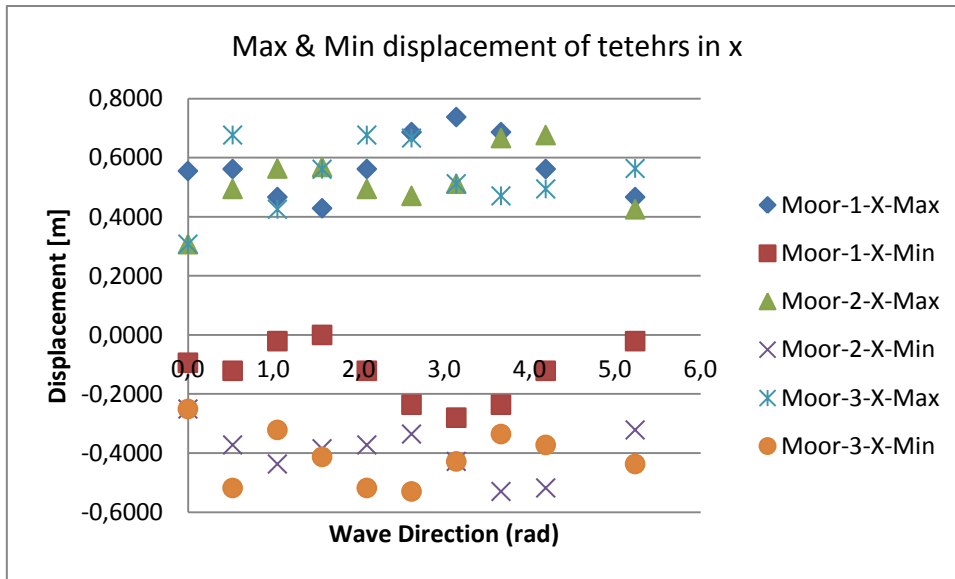 Max & Min displacement of tetehrs in x
0,8000
0,6000
0,4000
0,2000
0,0000
-0,2000
-0,4000
-0,6000
0,0 1,0 2,0 3,0 4,0 5,0 6,0
Displacement [m]
Wave Direction (rad)
Moor-1-X-Max
Moor-1-X-Min
Moor-2-X-Max
Moor-2-X-Min
Moor-3-X-Max
Moor-3-X-Min